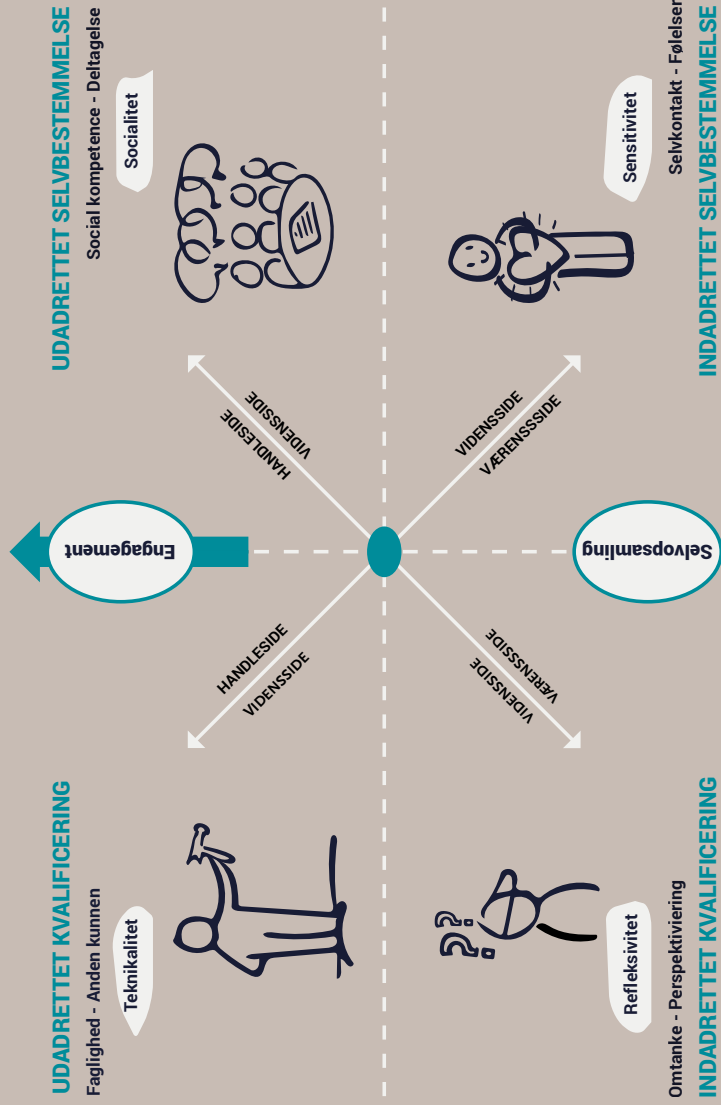 UDADRETTET KVALIFICERING
Faglighed - Anden kunnen
Teknikalitet
UDADRETTET SELVBESTEMMELSE
Social kompetence - Deltagelse
Socialitet
Engagement
HANDLESIDE
VIDENSSIDE
HANDLESIDE
VIDENSSIDE
VIDENSSIDE
VÆRENSSIDE
VIDENSSIDE
VÆRENSSIDE
Selvopsamling
Refleksivitet
Omtanke - Perspektiviering
INDADRETTET KVALIFICERING
Sensitivitet
Selvkontakt - Følelser
INDADRETTET SELVBESTEMMELSE